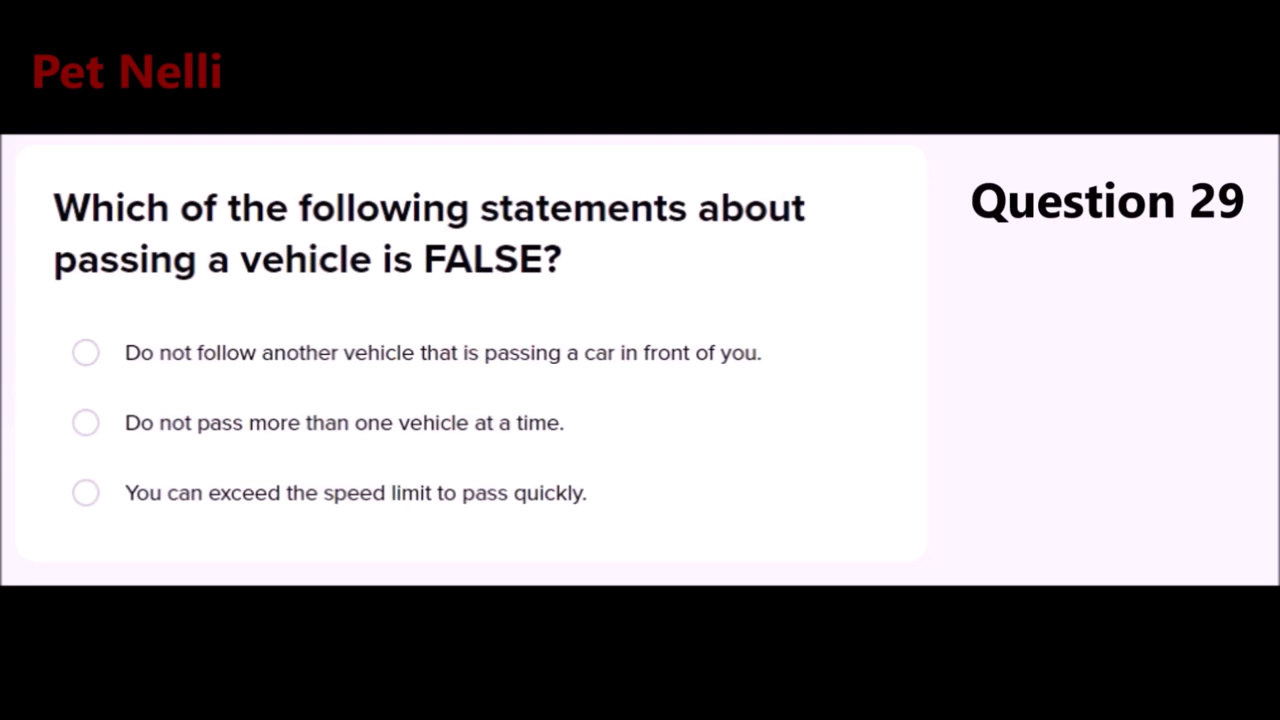 Pet Nelli
Which of the following statements about
passing a vehicle is FALSE?
Question 29
Do not follow another vehicle that is passing a car in front of you.
Do not pass more than one vehicle at a time.
You can exceed the speed limit to pass quickly.